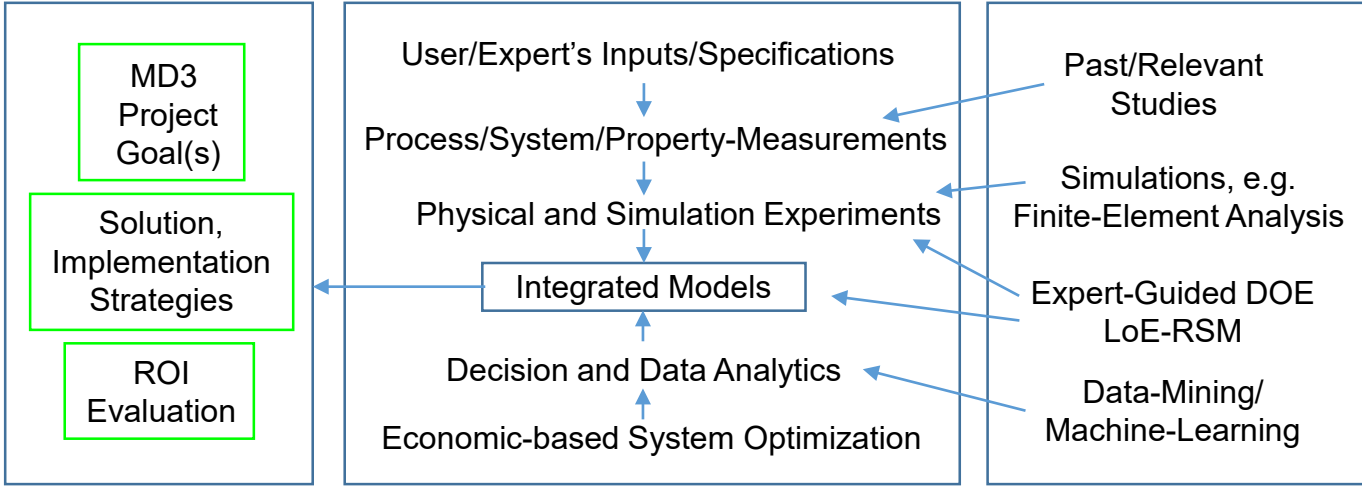 MD3
Project
Goal(s)
Solution,
Implementation
Strategies
ROI
Evaluation
User/Expert’s Inputs/Specifications
Process/System/Property-Measurements
Physical and Simulation Experiments
Integrated Models
Decision and Data Analytics
Economic-based System Optimization
Past/Relevant
Studies
Simulations, e.g.
Finite-Element Analysis
Expert-Guided DOE
LoE-RSM
Data-Mining/
Machine-Learning